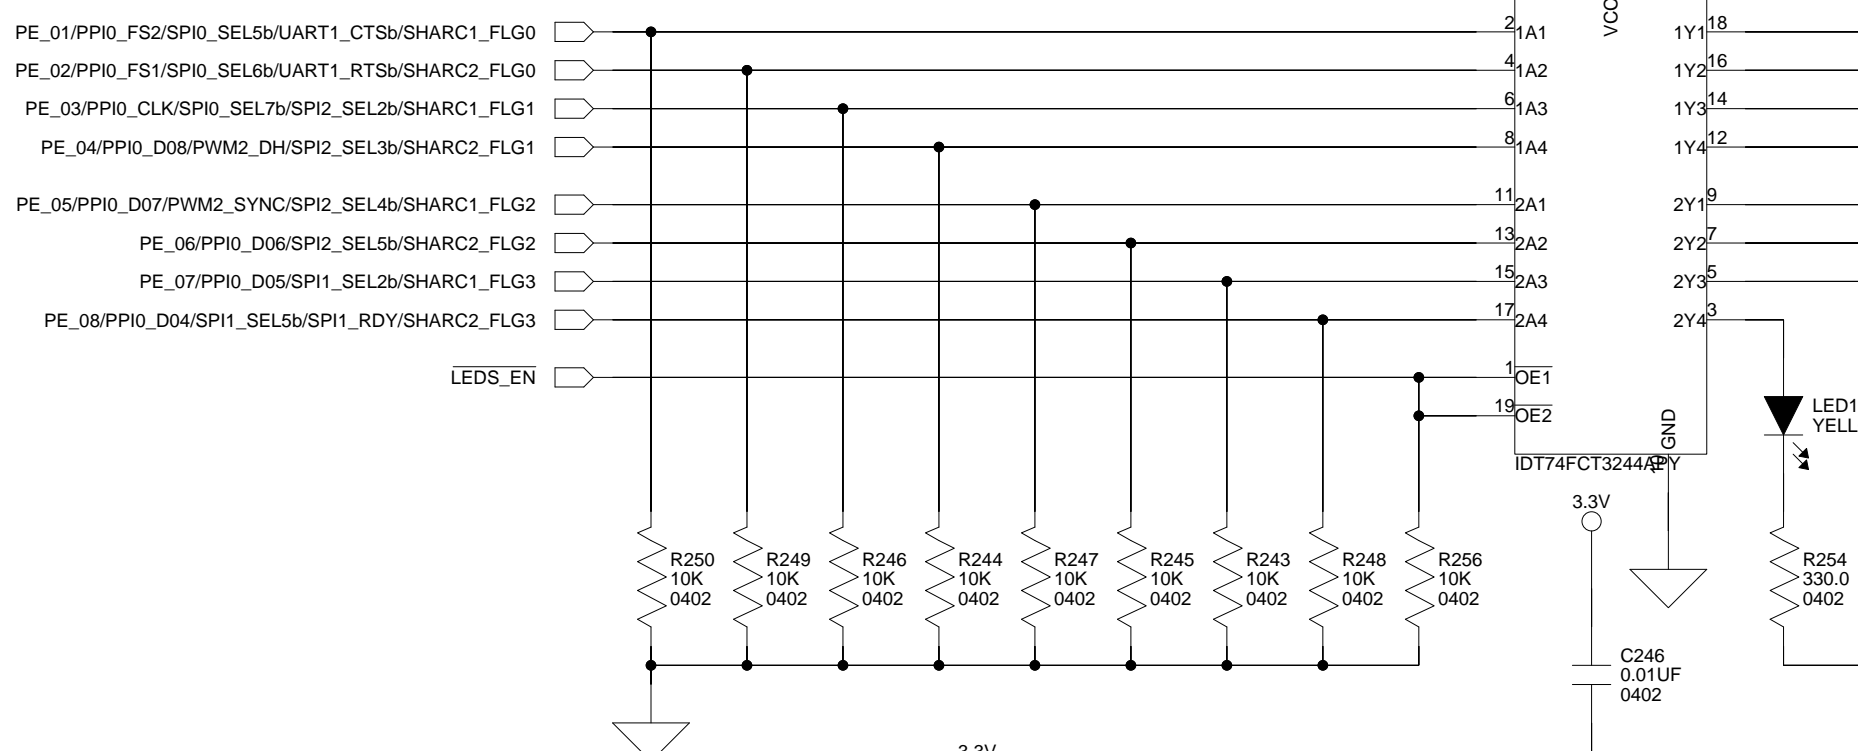 VCC
PE_01/PPI0_FS2/SPI0_SEL5b/UART1_CTSb/SHARC1_FLG0 2 1A1 1Y1 18
PE_02/PPI0_FS1/SPI0_SEL6b/UART1_RTSb/SHARC2_FLG0 4 1A2 1Y2 16
PE_03/PPI0_CLK/SPI0_SEL7b/SPI2_SEL2b/SHARC1_FLG1 6 1A3 1Y3 14
PE_04/PPI0_D08/PWM2_DH/SPI2_SEL3b/SHARC2_FLG1 8 1A4 1Y4 12
PE_05/PPI0_D07/PWM2_SYNC/SPI2_SEL4b/SHARC1_FLG2 11 2A1 2Y1 9
PE_06/PPI0_D06/SPI2_SEL5b/SHARC2_FLG2 13 2A2 2Y2 7
PE_07/PPI0_D05/SPI1_SEL2b/SHARC1_FLG3 15 2A3 2Y3 5
PE_08/PPI0_D04/SPI1_SEL5b/SPI1_RDY/SHARC2_FLG3 17 2A4 2Y4 3
LEDS_EN 1 OE1
19 OE2
GND
10
LED1
YELL
IDT74FCT3244APY
3.3V
R250 R249 R246 R244 R247 R245 R243 R248 R256 R254
10K 10K 10K 10K 10K 10K 10K 10K 10K 330.0
0402 0402 0402 0402 0402 0402 0402 0402 0402 0402
C246
0.01UF
0402
3.3V